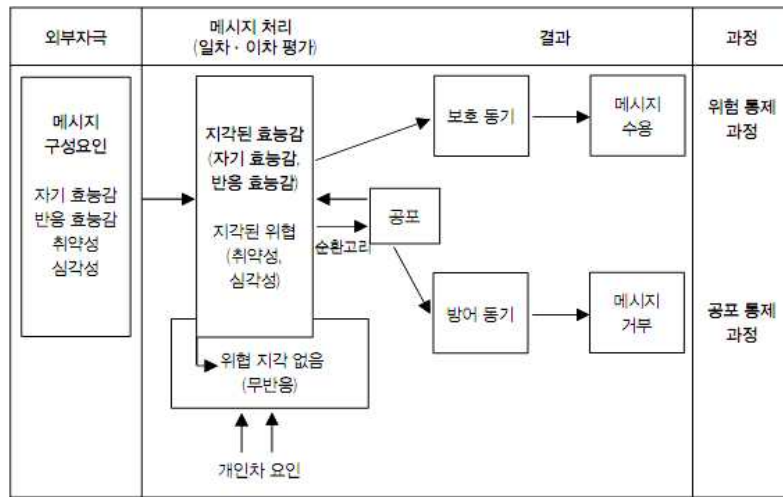 외부자극
메시지 처리
(일차 · 이차 평가)
결과
과정
메시지
구성요인
자기 효능감
반응 효능감
취약성
심각성
지각된 효능감
(자기 효능감,
반응 효능감)
지각된 위협
(취약성,
심각성)
위협 지각 없음
(무반응)
개인차 요인
순환고리
공포
보호 동기
메시지
수용
방어 동기
메시지
거부
위험 통제
과정
공포 통제
과정